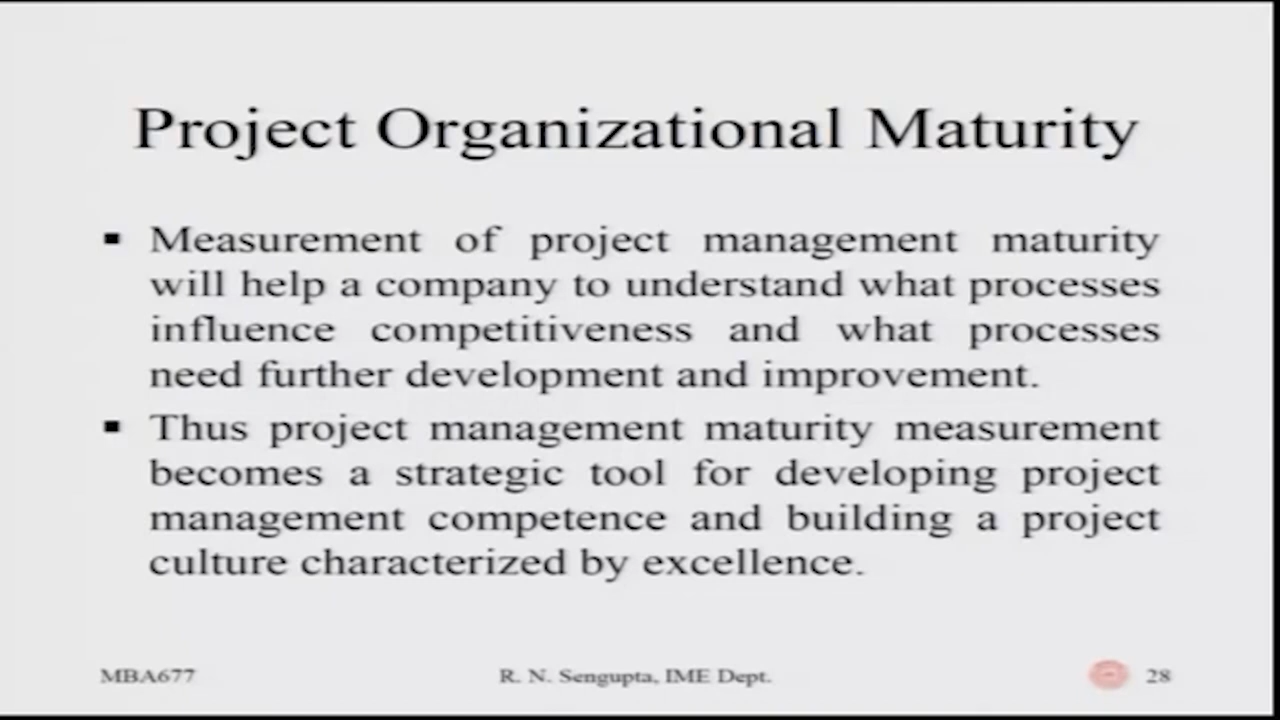 Project Organizational Maturity
▪ Measurement of project management maturity
will help a company to understand what processes
influence competitiveness and what processes
need further development and improvement.
▪ Thus project management maturity measurement
becomes a strategic tool for developing project
management competence and building a project
culture characterized by excellence.
MBA677 R. N. Sengupta, IME Dept. 28